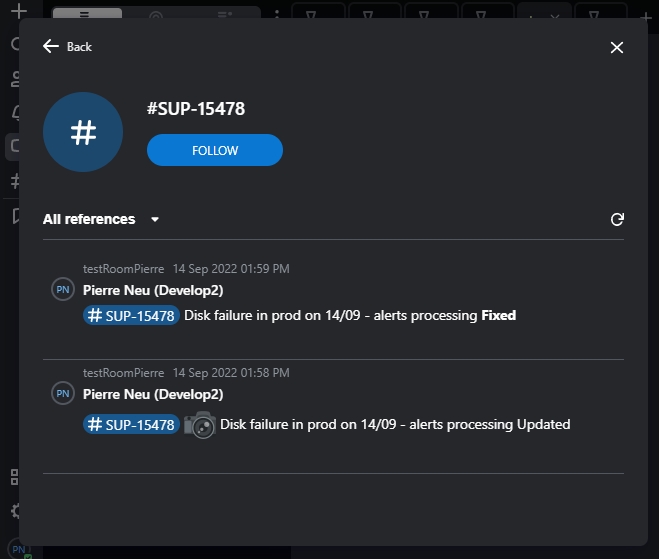 Back
#SUP-15478
FOLLOW
All references
testRoomPierre 14 Sep 2022 01:59 PM
PN
Pierre Neu (Develop2)
# SUP-15478 Disk failure in prod on 14/09 - alerts processing Fixed
testRoomPierre 14 Sep 2022 01:58 PM
PN
Pierre Neu (Develop2)
# SUP-15478 Disk failure in prod on 14/09 - alerts processing Updated
PN